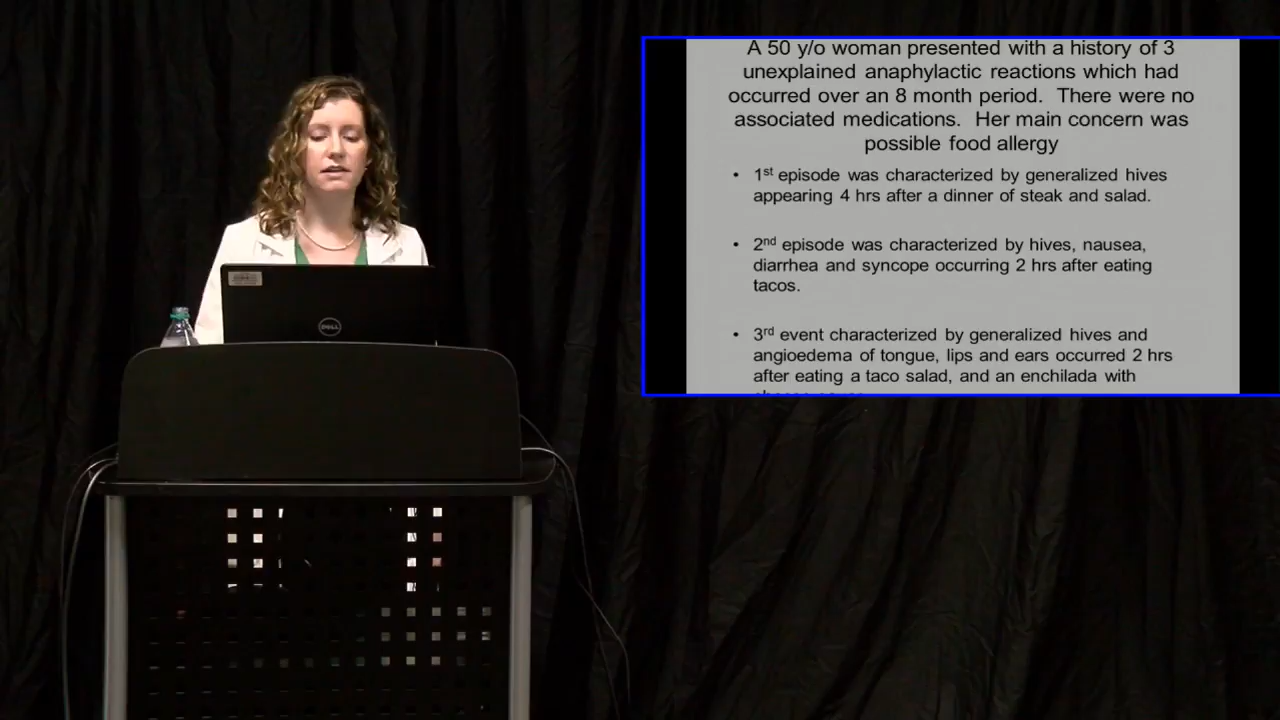 A 50 y/o woman presented with a history of 3
unexplained anaphylactic reactions which had
occurred over an 8 month period. There were no
associated medications. Her main concern was
possible food allergy
• 1st episode was characterized by generalized hives
appearing 4 hrs after a dinner of steak and salad.
• 2nd episode was characterized by hives, nausea,
diarrhea and syncope occurring 2 hrs after eating
tacos.
• 3rd event characterized by generalized hives and
angioedema of tongue, lips and ears occurred 2 hrs
after eating a taco salad, and an enchilada with
DELL